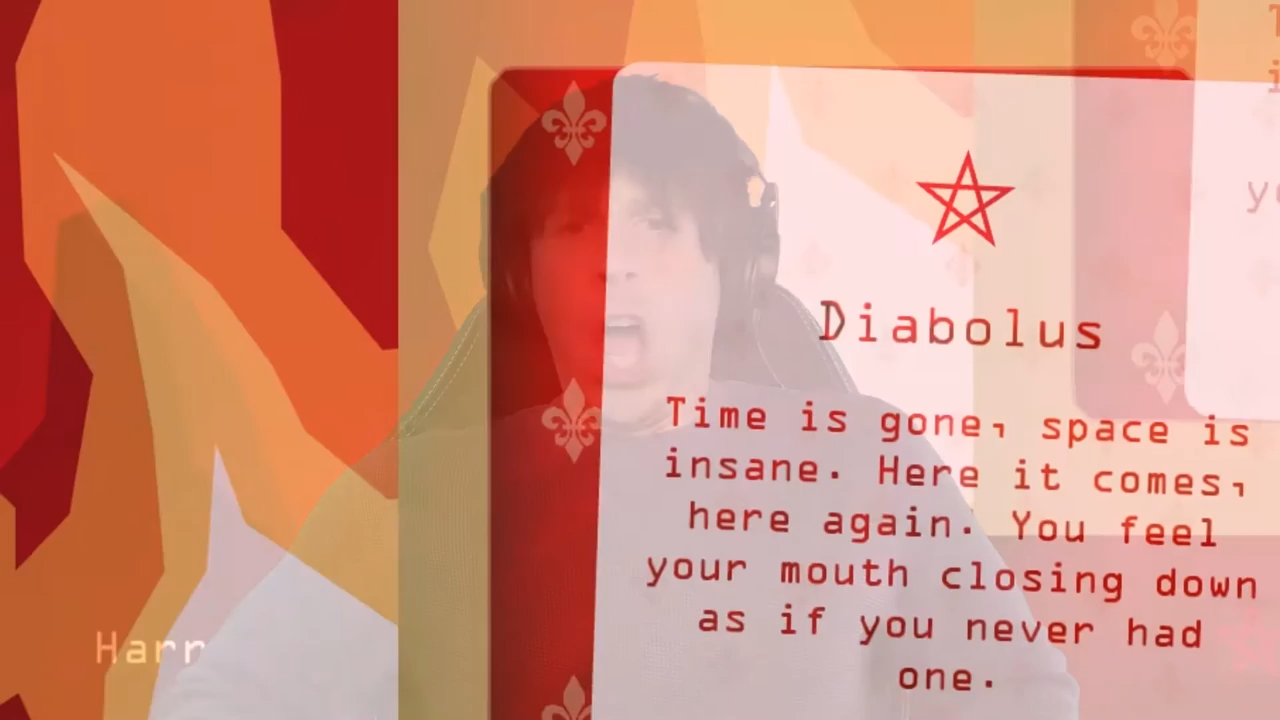 Diabolus
Time is gone, space is
insane. Here it comes,
here again. You feel
your mouth closing down
as if you never had
one.
Harr